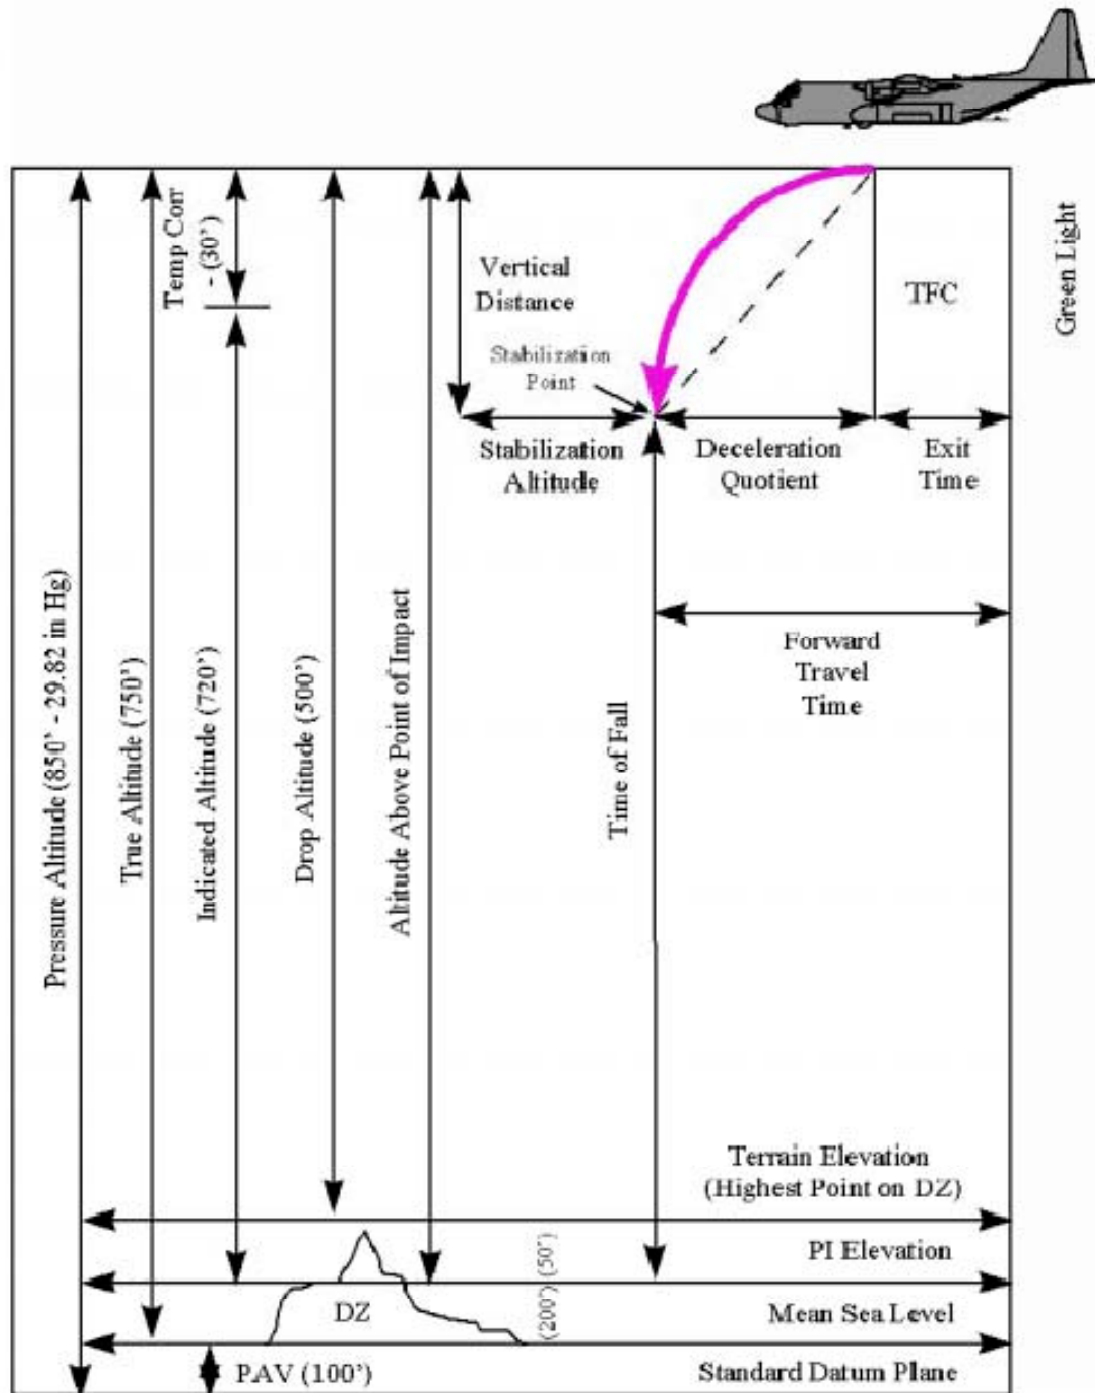 Temp Corr
- (30')
Vertical
Distance
TFC
Green Light
Stabilization
Point
Stabilization
Altitude
Deceleration
Quotient
Exit
Time
Forward
Travel
Time
Pressure Altitude (850' - 29.82 in Hg)
True Altitude (750')
Indicated Altitude (720')
Drop Altitude (500')
Altitude Above Point of Impact
Time of Fall
Terrain Elevation
(Highest Point on DZ)
(50')
PI Elevation
DZ
(200')
Mean Sea Level
PAV (100')
Standard Datum Plane